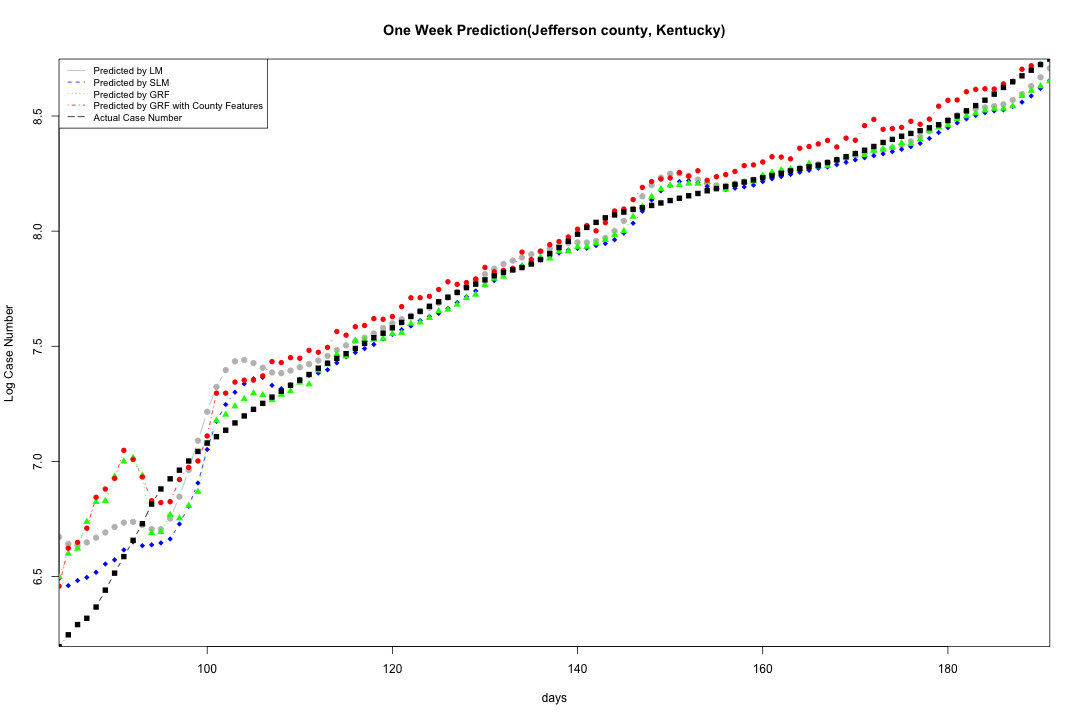 One Week Prediction(Jefferson county, Kentucky)
Predicted by LM
Predicted by SLM
Predicted by GRF
Predicted by GRF with County Features
Actual Case Number
Log Case Number
8.5
8.0
7.5
7.0
6.5
100 120 140 160 180
days